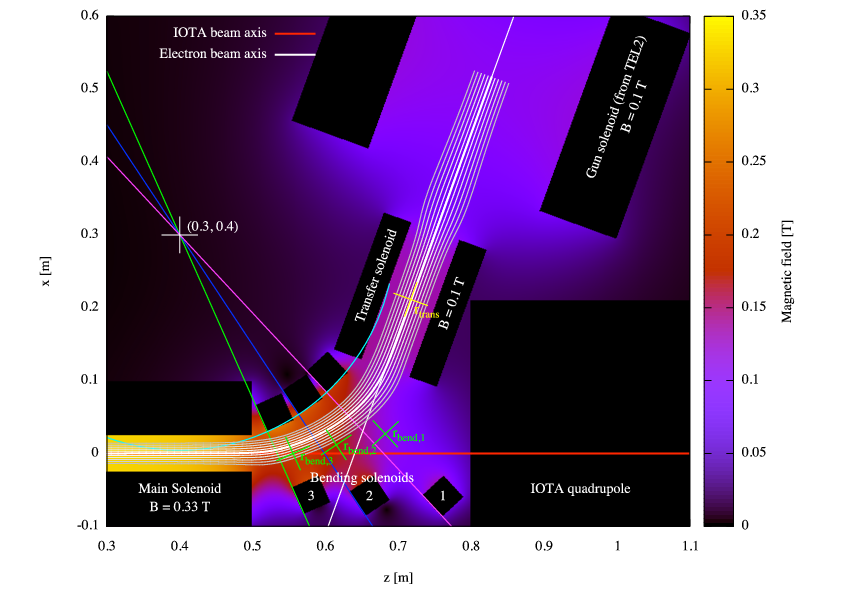 IOTA beam axis
Electron beam axis
Gun solenoid (from TEL2)
B = 0.1 T
(0.3, 0.4)
Transfer solenoid
B = 0.1 T
r_trans
r_bend,1
r_bend,2
r_bend,3
Bending solenoids
3
2
1
Main Solenoid
B = 0.33 T
IOTA quadrupole
0.6
0.5
0.4
0.3
0.2
0.1
0
-0.1
x [m]
0.3
0.4
0.5
0.6
0.7
0.8
0.9
1
1.1
z [m]
0.35
0.3
0.25
0.2
0.15
0.1
0.05
0
Magnetic field [T]